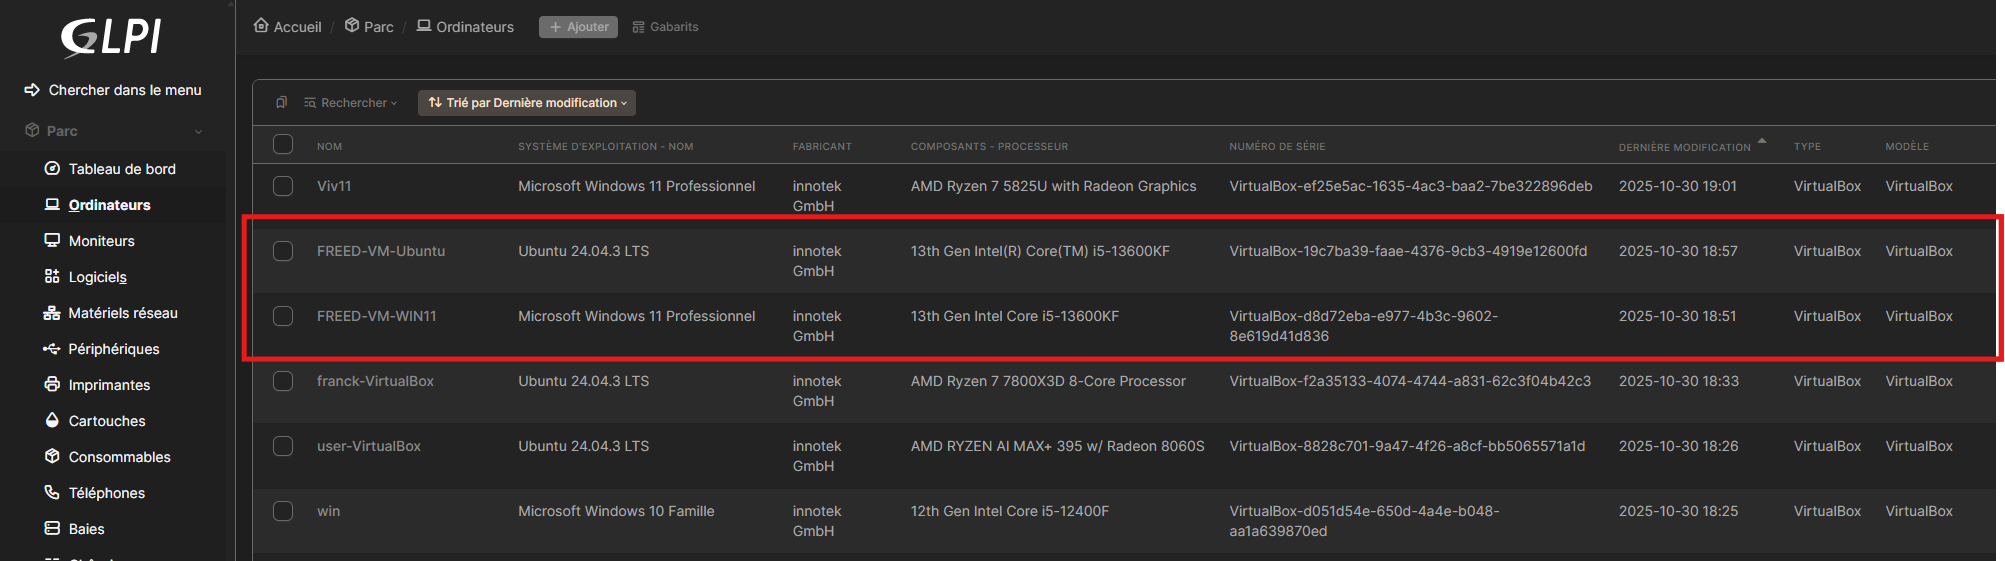 GLPI
Chercher dans le menu
Parc
Tableau de bord
Ordinateurs
Moniteurs
Logiciels
Matériels réseau
Périphériques
Imprimantes
Cartouches
Consommables
Téléphones
Baies
Accueil / Parc / Ordinateurs + Ajouter Gabarits
Rechercher Trié par Dernière modification
NOM SYSTÈME D'EXPLOITATION - NOM FABRICANT COMPOSANTS - PROCESSEUR NUMÉRO DE SÉRIE DERNIÈRE MODIFICATION TYPE MODÈLE
Viv11 Microsoft Windows 11 Professionnel innotek AMD Ryzen 7 5825U with Radeon Graphics VirtualBox-ef25e5ac-1635-4ac3-baa2-7be322896deb 2025-10-30 19:01 VirtualBox VirtualBox
GmbH
FREED-VM-Ubuntu Ubuntu 24.04.3 LTS innotek 13th Gen Intel(R) Core(TM) i5-13600KF VirtualBox-19c7ba39-faae-4376-9cb3-4919e12600fd 2025-10-30 18:57 VirtualBox VirtualBox
GmbH
FREED-VM-WIN11 Microsoft Windows 11 Professionnel innotek 13th Gen Intel Core i5-13600KF VirtualBox-d8d72eba-e977-4b3c-9602- 2025-10-30 18:51 VirtualBox VirtualBox
GmbH 8e619d41d836
franck-VirtualBox Ubuntu 24.04.3 LTS innotek AMD Ryzen 7 7800X3D 8-Core Processor VirtualBox-f2a35133-4074-4744-a831-62c3f04b42c3 2025-10-30 18:33 VirtualBox VirtualBox
GmbH
user-VirtualBox Ubuntu 24.04.3 LTS innotek AMD RYZEN AI MAX+ 395 w/ Radeon 8060S VirtualBox-8828c701-9a47-4f26-a8cf-bb5065571a1d 2025-10-30 18:26 VirtualBox VirtualBox
GmbH
win Microsoft Windows 10 Famille innotek 12th Gen Intel Core i5-12400F VirtualBox-d051d54e-650d-4a4e-b048- 2025-10-30 18:25 VirtualBox VirtualBox
GmbH aa1a639870ed